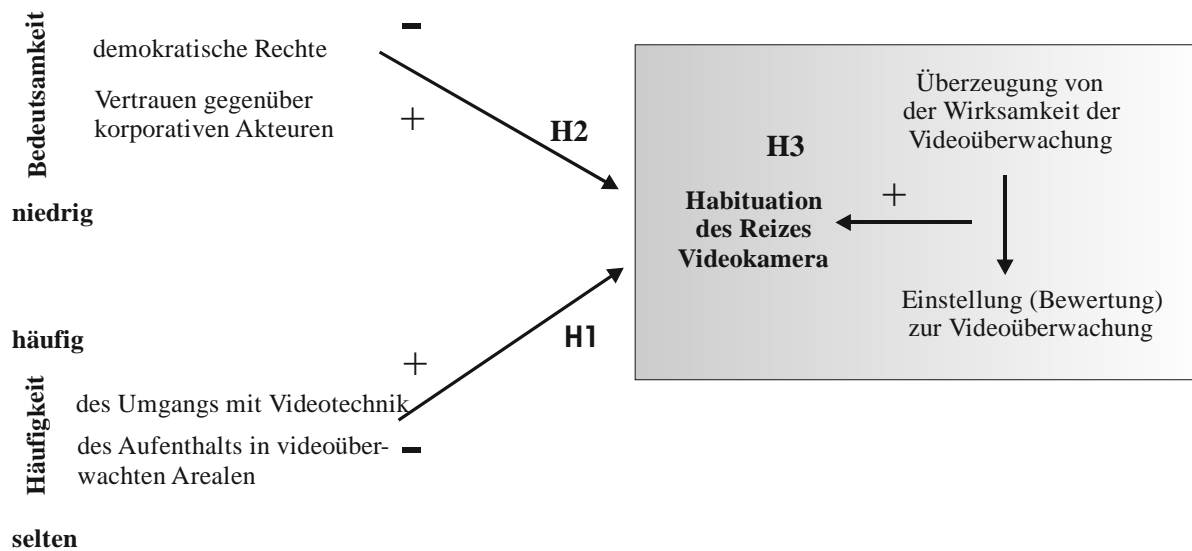 Bedeutsamkeit
−
demokratische Rechte
Vertrauen gegenüber
korporativen Akteuren
+
H2
niedrig
häufig
Häufigkeit
+
des Umgangs mit Videotechnik
des Aufenthalts in videoüber-
wachten Arealen
−
H1
selten
H3
Habituation
des Reizes
Videokamera
+
Überzeugung von
der Wirksamkeit der
Videoüberwachung
Einstellung (Bewertung)
zur Videoüberwachung